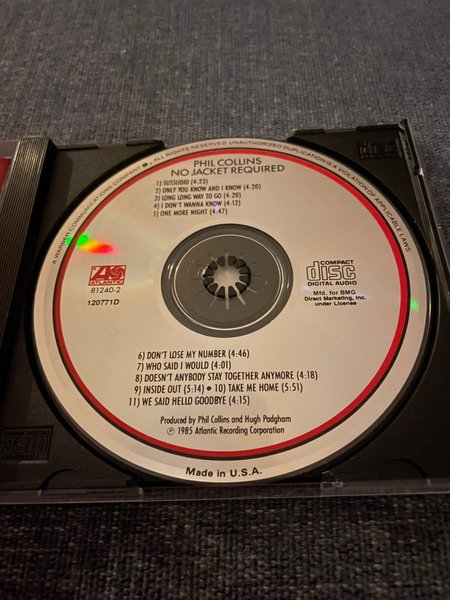 A WARNER COMMUNICATIONS COMPANY • ALL RIGHTS RESERVED. UNAUTHORIZED DUPLICATION IS A VIOLATION OF APPLICABLE LAWS
PHIL COLLINS
NO JACKET REQUIRED
1) SUSSUDIO (4:23)
2) ONLY YOU KNOW AND I KNOW (4:20)
3) LONG LONG WAY TO GO (4:20)
4) I DON'T WANNA KNOW (4:12)
5) ONE MORE NIGHT (4:47)
ATLANTIC
81240-2
120771D
COMPACT
disc
DIGITAL AUDIO
Mfd. for BMG
Direct Marketing, Inc.
under License
6) DON'T LOSE MY NUMBER (4:46)
7) WHO SAID I WOULD (4:01)
8) DOESN'T ANYBODY STAY TOGETHER ANYMORE (4:18)
9) INSIDE OUT (5:14) • 10) TAKE ME HOME (5:51)
11) WE SAID HELLO GOODBYE (4:15)
Produced by Phil Collins and Hugh Padgham
℗ 1985 Atlantic Recording Corporation
Made in U.S.A.